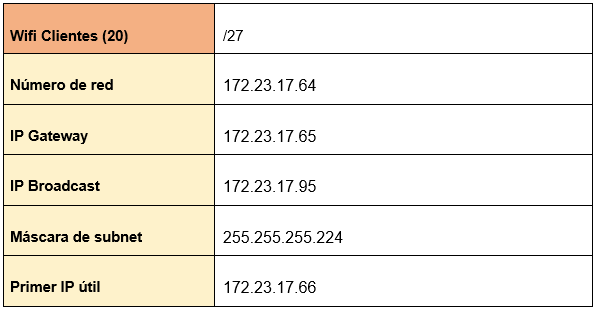 Wifi Clientes (20) /27
Número de red 172.23.17.64
IP Gateway 172.23.17.65
IP Broadcast 172.23.17.95
Máscara de subnet 255.255.255.224
Primer IP útil 172.23.17.66